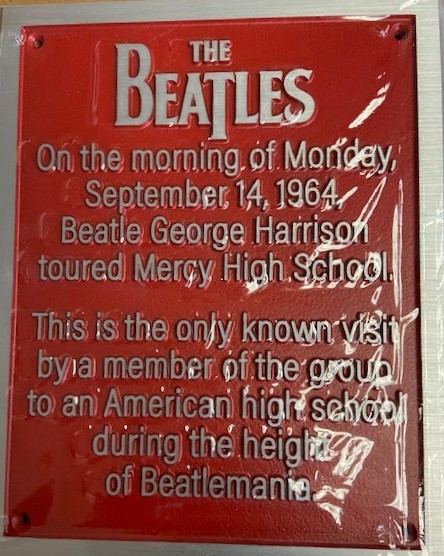 THE
BEATLES
On the morning of Monday,
September 14, 1964,
Beatle George Harrison
toured Mercy High School.
This is the only known visit
by a member of the group
to an American high school
during the height
of Beatlemania.